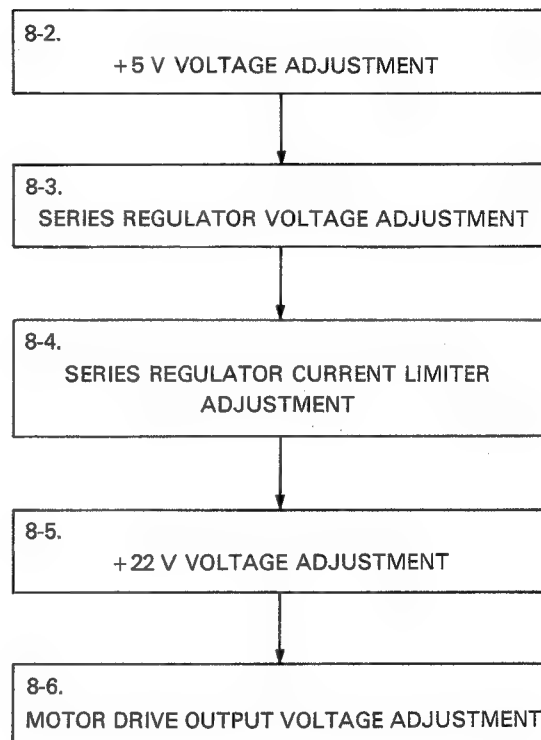 8-2.
+5 V VOLTAGE ADJUSTMENT
8-3.
SERIES REGULATOR VOLTAGE ADJUSTMENT
8-4.
SERIES REGULATOR CURRENT LIMITER
ADJUSTMENT
8-5.
+22 V VOLTAGE ADJUSTMENT
8-6.
MOTOR DRIVE OUTPUT VOLTAGE ADJUSTMENT